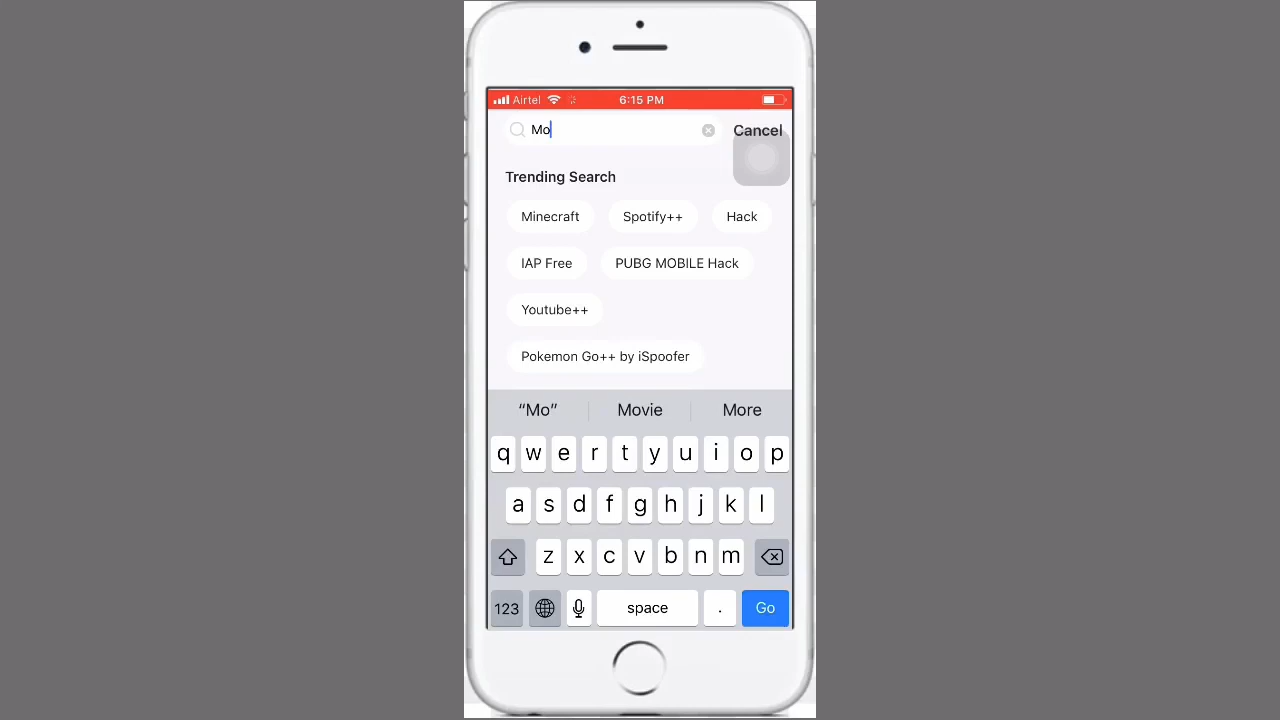 Airtel 6:15 PM
Mo Cancel
Trending Search
Minecraft Spotify++ Hack
IAP Free PUBG MOBILE Hack
Youtube++
Pokemon Go++ by iSpoofer
“Mo” Movie More
q w e r t y u i o p
a s d f g h j k l
z x c v b n m
123 space . Go